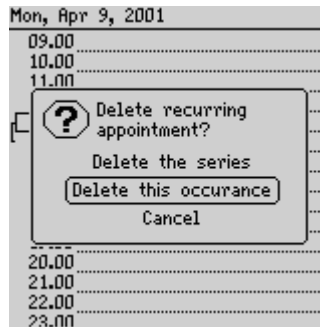 Mon, Apr 9, 2001
09.00
10.00
11.00
Delete recurring
appointment?
Delete the series
Delete this occurance
Cancel
20.00
21.00
22.00
23.00